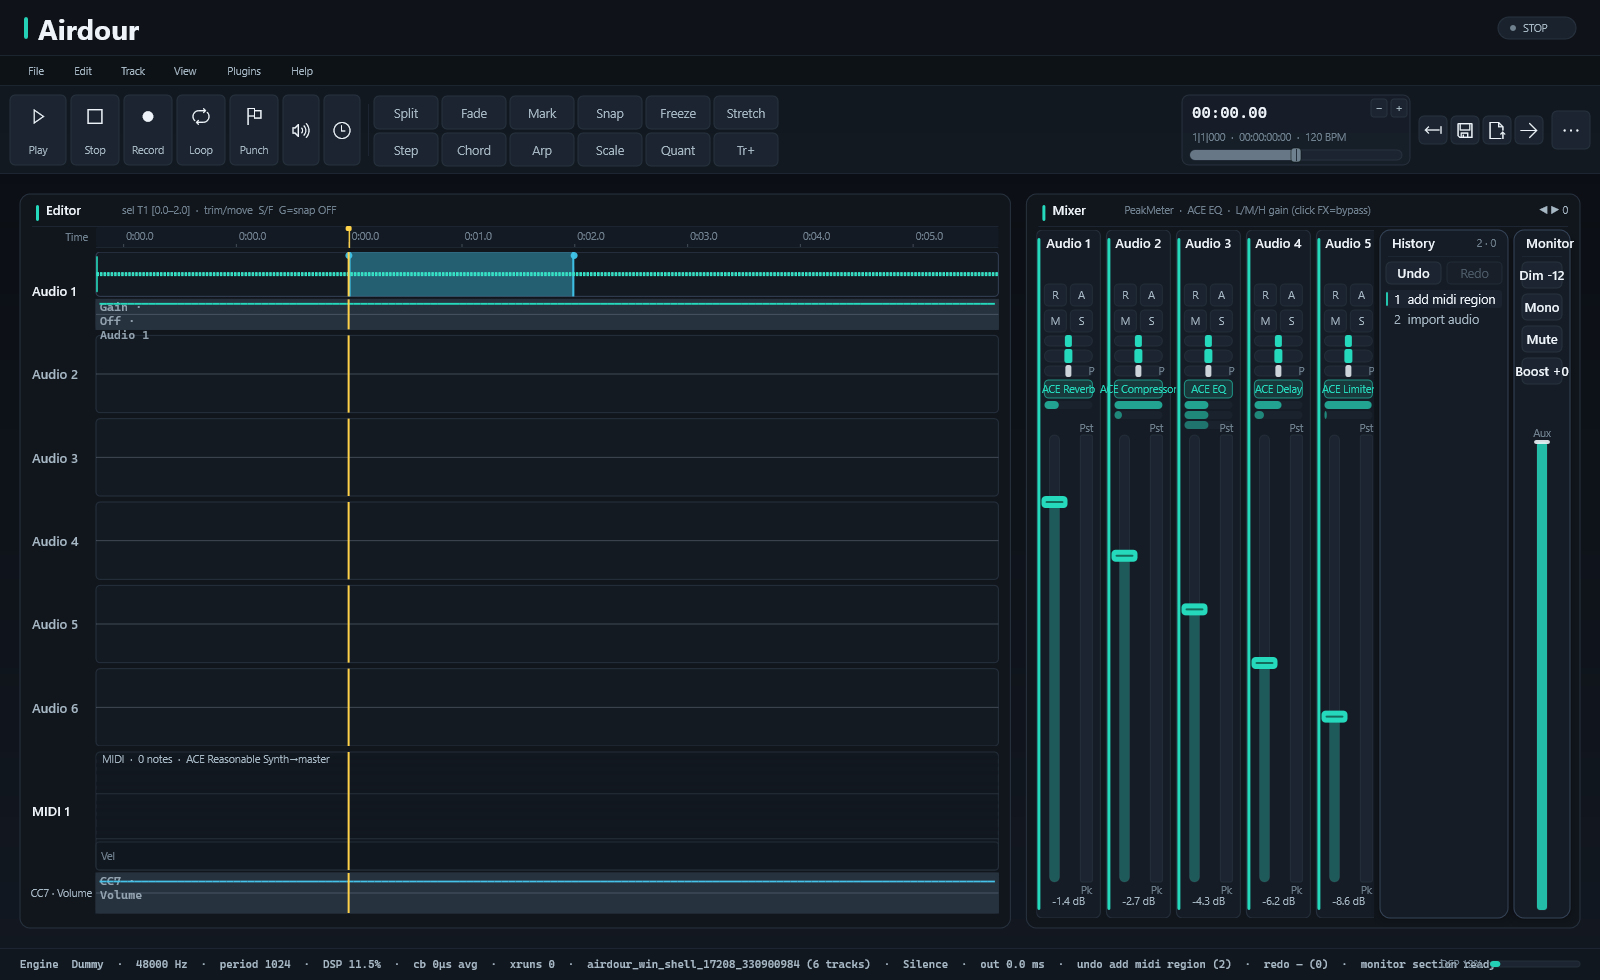 Airdour
STOP
File Edit Track View Plugins Help
Play Stop Record Loop Punch
Split Fade Mark Snap Freeze Stretch
Step Chord Arp Scale Quant Tr+
00:00.00 − +
1|1|000 · 00:00:00:00 · 120 BPM
...
Editor sel T1 [0.0–2.0] · trim/move S/F G=snap OFF
Time 0:00.0 0:00.0 0:00.0 0:01.0 0:02.0 0:03.0 0:04.0 0:05.0
Audio 1
Gain ·
Off ·
Audio 1
Audio 2
Audio 3
Audio 4
Audio 5
Audio 6
MIDI · 0 notes · ACE Reasonable Synth→master
MIDI 1
Vel
CC7 · Volume
CC7 ·
Volume
Mixer PeakMeter · ACE EQ · L/M/H gain (click FX=bypass) ◀ ▶ 0
Audio 1 Audio 2 Audio 3 Audio 4 Audio 5
R A R A R A R A R A
M S M S M S M S M S
P P P P P
ACE Reverb ACE Compressor ACE EQ ACE Delay ACE Limiter
Pst Pst Pst Pst Pst
Pk Pk Pk Pk Pk
-1.4 dB -2.7 dB -4.3 dB -6.2 dB -8.6 dB
History 2 · 0
Undo Redo
1 add midi region
2 import audio
Monitor
Dim -12
Mono
Mute
Boost +0
Aux
Engine Dummy · 48000 Hz · period 1024 · DSP 11.5% · cb 0µs avg · xruns 0 · airdour_win_shell_17208_330900984 (6 tracks) · Silence · out 0.0 ms · undo add midi region (2) · redo — (0) · monitor section ready